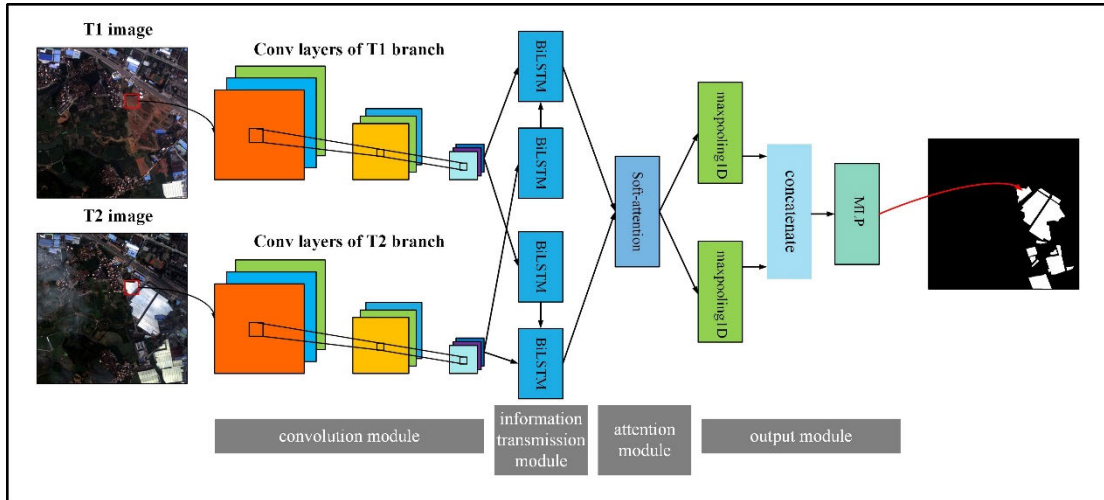 T1 image
Conv layers of T1 branch
BiLSTM
BiLSTM
T2 image
Conv layers of T2 branch
BiLSTM
BiLSTM
Soft-attention
maxpooling1D
maxpooling1D
concatenate
MLP
convolution module
information
transmission
module
attention
module
output module